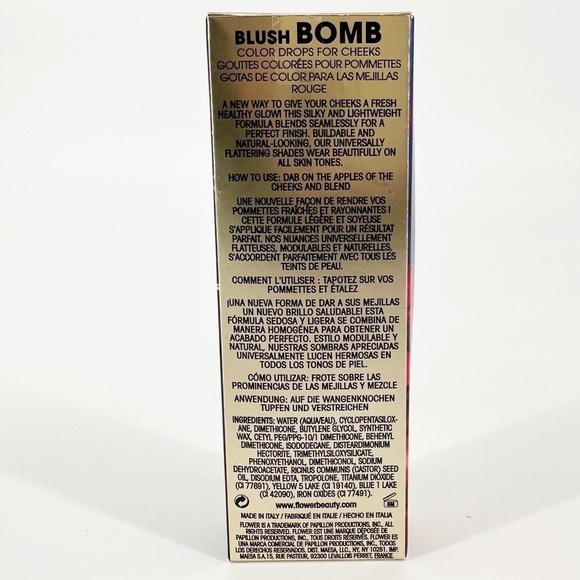 BLUSH BOMB
COLOR DROPS FOR CHEEKS
GOUTTES COLORÉES POUR POMMETTES
GOTAS DE COLOR PARA LAS MEJILLAS
ROUGE
A NEW WAY TO GIVE YOUR CHEEKS A FRESH
HEALTHY GLOW! THIS SILKY AND LIGHTWEIGHT
FORMULA BLENDS SEAMLESSLY FOR A
PERFECT FINISH. BUILDABLE AND
NATURAL-LOOKING, OUR UNIVERSALLY
FLATTERING SHADES WEAR BEAUTIFULLY ON
ALL SKIN TONES.
HOW TO USE: DAB ON THE APPLES OF THE
CHEEKS AND BLEND
UNE NOUVELLE FAÇON DE RENDRE VOS
POMMETTES FRAÎCHES ET RAYONNANTES !
CETTE FORMULE LÉGÈRE ET SOYEUSE
S'APPLIQUE FACILEMENT POUR UN RÉSULTAT
PARFAIT. NOS NUANCES UNIVERSELLEMENT
FLATTEUSES, MODULABLES ET NATURELLES,
S'ACCORDENT PARFAITEMENT AVEC TOUS LES
TEINTS DE PEAU.
COMMENT L'UTILISER : TAPOTEZ SUR VOS
POMMETTES ET ÉTALEZ
¡UNA NUEVA FORMA DE DAR A SUS MEJILLAS
UN NUEVO BRILLO SALUDABLE! ESTA
FÓRMULA SEDOSA Y LIGERA SE COMBINA DE
MANERA HOMOGÉNEA PARA OBTENER UN
ACABADO PERFECTO. ESTILO MODULABLE Y
NATURAL, NUESTRAS SOMBRAS APRECIADAS
UNIVERSALMENTE LUCEN HERMOSAS EN
TODOS LOS TONOS DE PIEL.
CÓMO UTILIZAR: FROTE SOBRE LAS
PROMINENCIAS DE LAS MEJILLAS Y MEZCLE
ANWENDUNG: AUF DIE WANGENKNOCHEN
TUPFEN UND VERSTREICHEN
INGREDIENTS: WATER (AQUA/EAU), CYCLOPENTASILOX-
ANE, DIMETHICONE, BUTYLENE GLYCOL, SYNTHETIC
WAX, CETYL PEG/PPG-10/1 DIMETHICONE, BEHENYL
DIMETHICONE, ISODODECANE, DISTEARDIMONIUM
HECTORITE, TRIMETHYLSILOXYSILICATE,
PHENOXYETHANOL, DIMETHICONOL, SODIUM
DEHYDROACETATE, RICINUS COMMUNIS (CASTOR) SEED
OIL, DISODIUM EDTA, TROPOLONE, TITANIUM DIOXIDE
(CI 77891), YELLOW 5 LAKE (CI 19140), BLUE 1 LAKE
(CI 42090), IRON OXIDES (CI 77491).
www.flowerbeauty.com
6M
MADE IN ITALY / FABRIQUÉ EN ITALIE / HECHO EN ITALIA
FLOWER IS A TRADEMARK OF PAPILLON PRODUCTIONS, INC. ALL
RIGHTS RESERVED. FLOWER EST UNE MARQUE DÉPOSÉE DE
PAPILLON PRODUCTIONS, INC. TOUS DROITS RÉSERVÉS. FLOWER ES
UNA MARCA COMERCIAL DE PAPILLON PRODUCTIONS, INC. TODOS
LOS DERECHOS RESERVADOS. DIST. MAESA, LLC, NY, NY 10281. IMP.
MAESA S.A., RUE PASTEUR, 92300 LEVALLOIS PERRET, FRANCE.